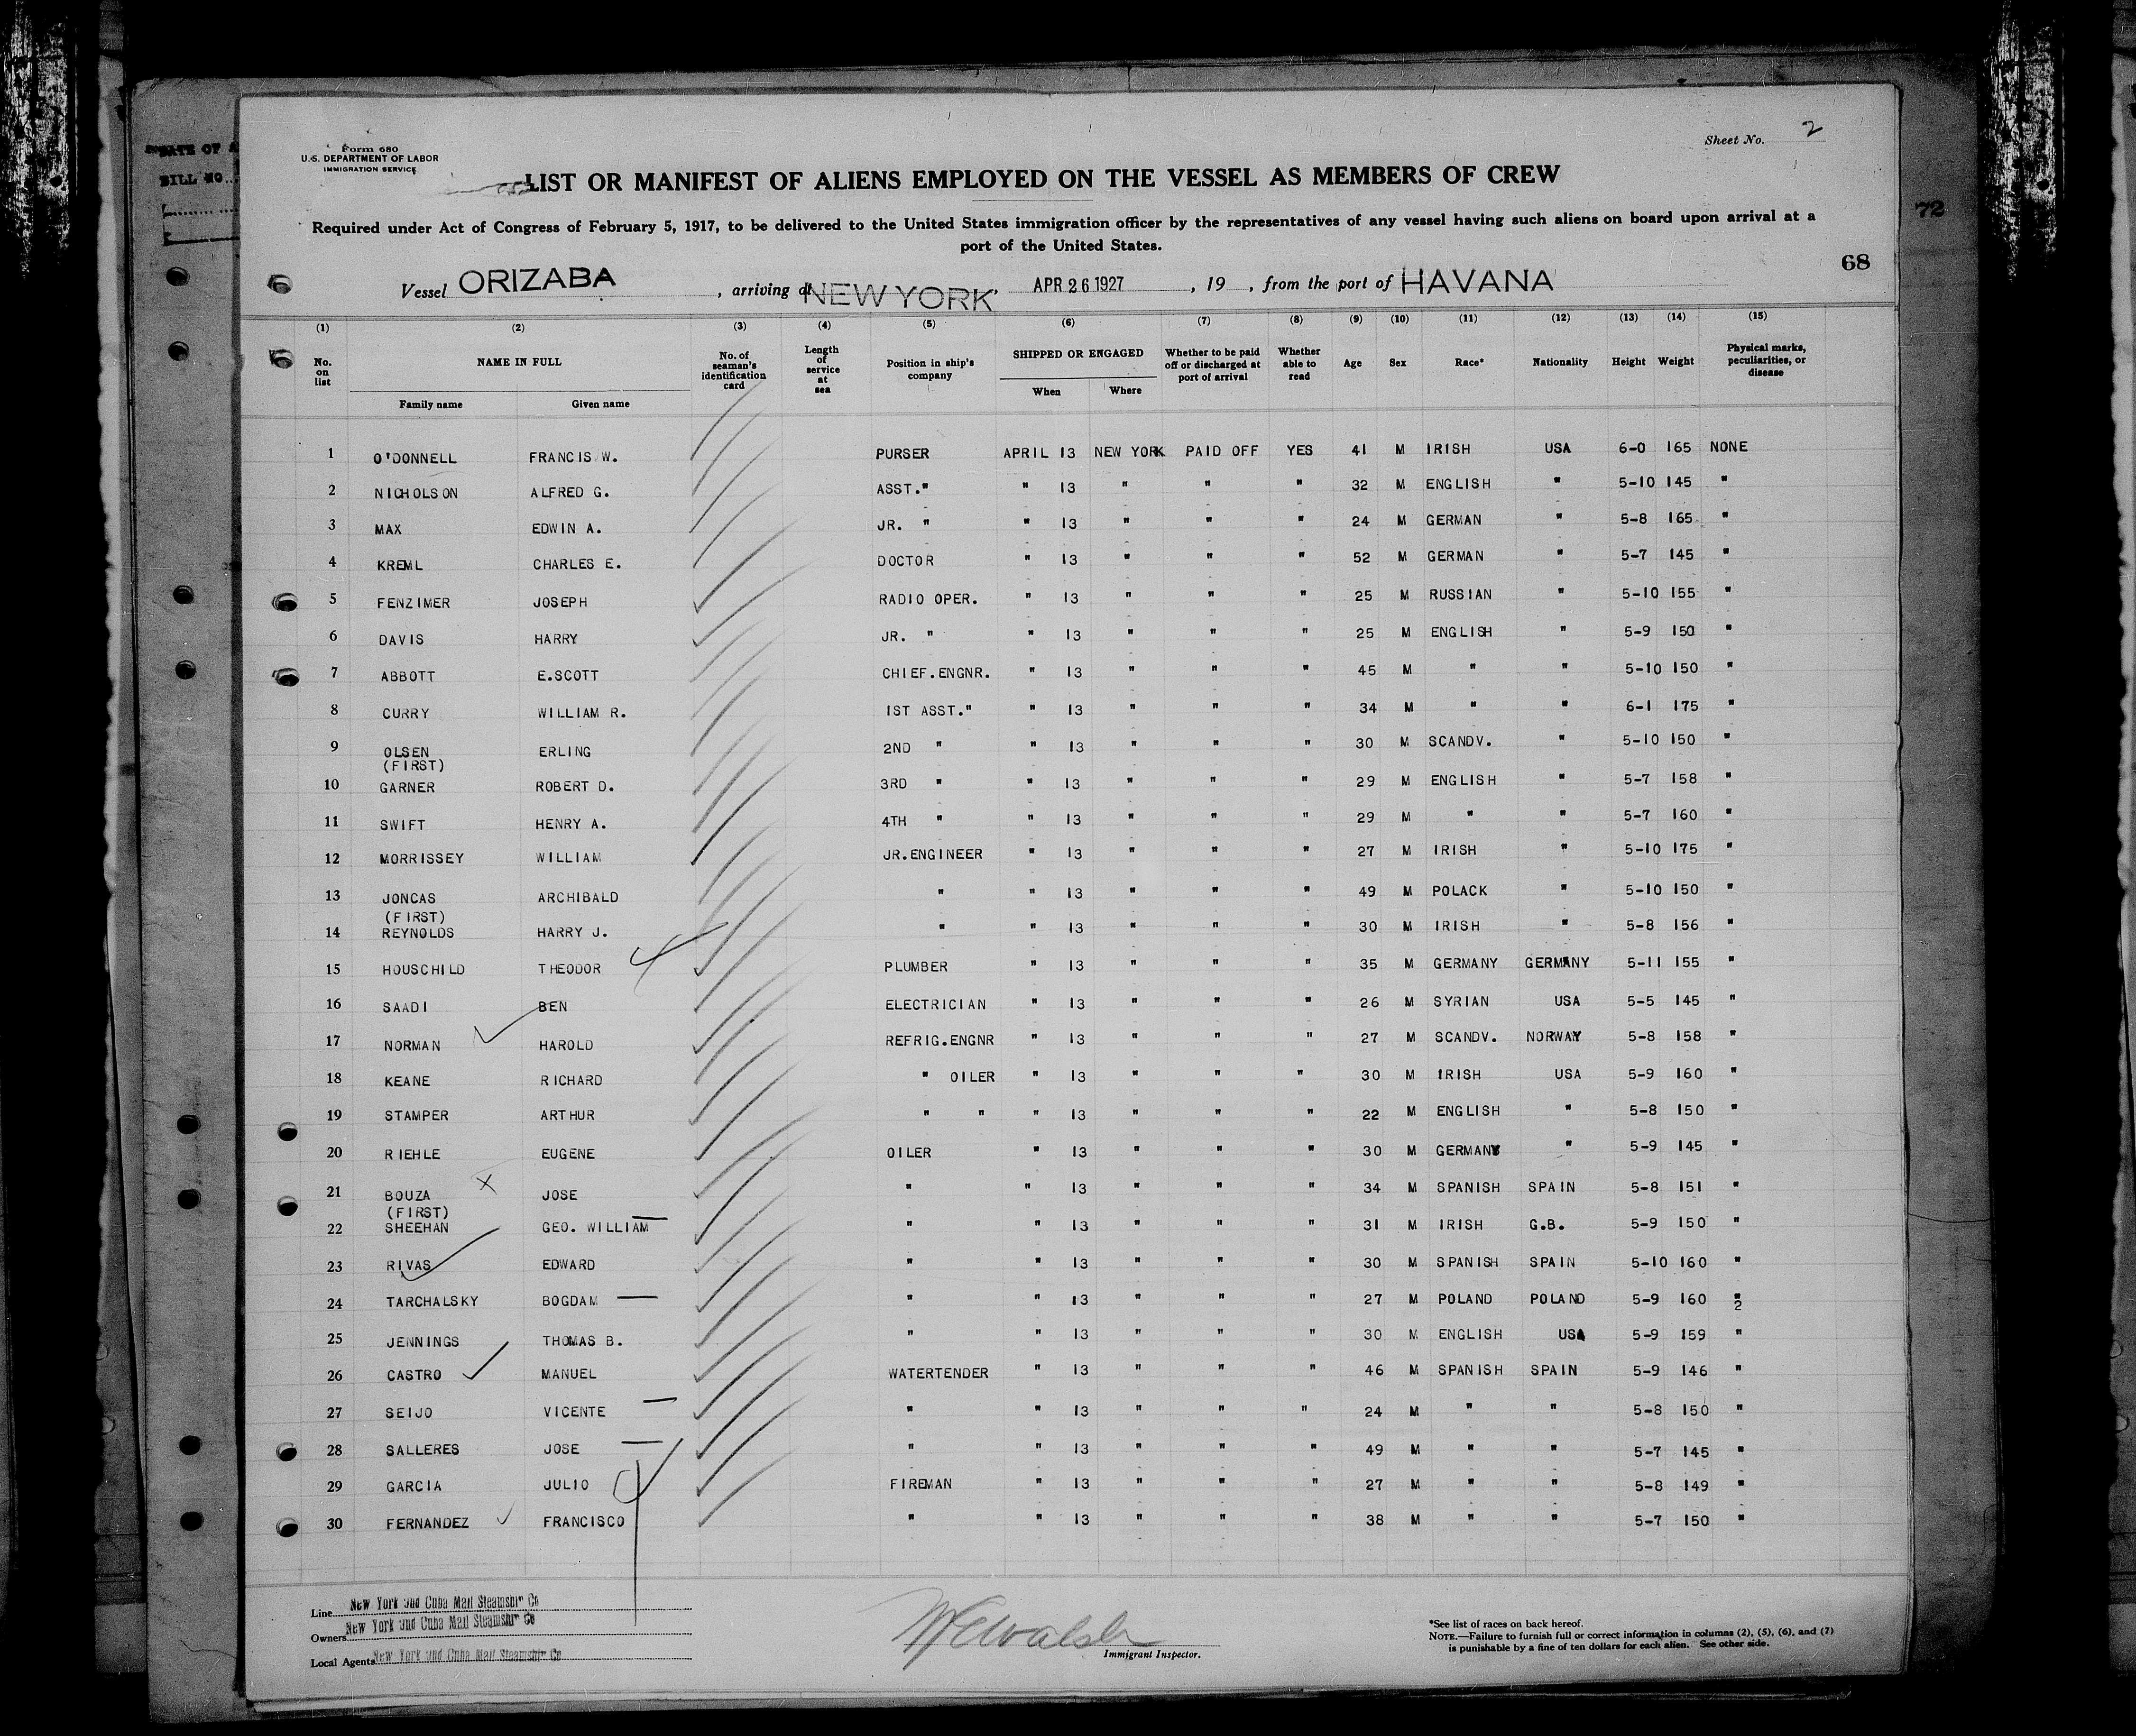 Sheet No. 2
Form 680
U.S. DEPARTMENT OF LABOR
IMMIGRATION SERVICE
LIST OR MANIFEST OF ALIENS EMPLOYED ON THE VESSEL AS MEMBERS OF CREW
Required under Act of Congress of February 5, 1917, to be delivered to the United States immigration officer by the representatives of any vessel having such aliens on board upon arrival at a
port of the United States.
72
68
Vessel ORIZABA , arriving at NEW YORK , APR 26 1927 , 19 , from the port of HAVANA
(1) (2) (3) (4) (5) (6) (7) (8) (9) (10) (11) (12) (13) (14) (15)
No. on list NAME IN FULL No. of seaman's identification card Length of service at sea Position in ship's company SHIPPED OR ENGAGED Whether to be paid off or discharged at port of arrival Whether able to read Age Sex Race* Nationality Height Weight Physical marks, peculiarities, or disease
Family name Given name When Where
1 O'DONNELL FRANCIS W. PURSER APRIL 13 NEW YORK PAID OFF YES 41 M IRISH USA 6-0 165 NONE
2 NICHOLSON ALFRED G. ASST." " 13 " " " 32 M ENGLISH " 5-10 145 "
3 MAX EDWIN A. JR. " " 13 " " " 24 M GERMAN " 5-8 165 "
4 KREML CHARLES E. DOCTOR " 13 " " " 52 M GERMAN " 5-7 145 "
5 FENZIMER JOSEPH RADIO OPER. " 13 " " " 25 M RUSSIAN " 5-10 155 "
6 DAVIS HARRY JR. " " 13 " " " 25 M ENGLISH " 5-9 150 "
7 ABBOTT E.SCOTT CHIEF.ENGNR. " 13 " " " 45 M " " 5-10 150 "
8 CURRY WILLIAM R. 1ST ASST." " 13 " " " 34 M " " 6-1 175 "
9 OLSEN ERLING 2ND " " 13 " " " 30 M SCANDV. " 5-10 150 "
(FIRST)
10 GARNER ROBERT D. 3RD " " 13 " " " 29 M ENGLISH " 5-7 158 "
11 SWIFT HENRY A. 4TH " " 13 " " " 29 M " " 5-7 160 "
12 MORRISSEY WILLIAM JR.ENGINEER " 13 " " " 27 M IRISH " 5-10 175 "
13 JONCAS ARCHIBALD " " 13 " " " 49 M POLACK " 5-10 150 "
(FIRST)
14 REYNOLDS HARRY J. " " 13 " " " 30 M IRISH " 5-8 156 "
15 HOUSCHILD THEODOR PLUMBER " 13 " " " 35 M GERMANY GERMANY 5-11 155 "
16 SAADI BEN ELECTRICIAN " 13 " " " 26 M SYRIAN USA 5-5 145 "
17 NORMAN HAROLD REFRIG.ENGNR " 13 " " " 27 M SCANDV. NORWAY 5-8 158 "
18 KEANE RICHARD " OILER " 13 " " " 30 M IRISH USA 5-9 160 "
19 STAMPER ARTHUR " " " 13 " " " 22 M ENGLISH " 5-8 150 "
20 RIEHLE EUGENE OILER " 13 " " " 30 M GERMANY " 5-9 145 "
21 BOUZA JOSE " " 13 " " " 34 M SPANISH SPAIN 5-8 151 "
(FIRST)
22 SHEEHAN GEO. WILLIAM " " 13 " " " 31 M IRISH G.B. 5-9 150 "
23 RIVAS EDWARD " " 13 " " " 30 M SPANISH SPAIN 5-10 160 "
24 TARCHALSKY BOGDAM " " 13 " " " 27 M POLAND POLAND 5-9 160 "
2
25 JENNINGS THOMAS B. " " 13 " " " 30 M ENGLISH USA 5-9 159 "
26 CASTRO MANUEL WATERTENDER " 13 " " " 46 M SPANISH SPAIN 5-9 146 "
27 SEIJO VICENTE " " 13 " " " 24 M " " 5-8 150 "
28 SALLERES JOSE " " 13 " " " 49 M " " 5-7 145 "
29 GARCIA JULIO FIREMAN " 13 " " " 27 M " " 5-8 149 "
30 FERNANDEZ FRANCISCO " " 13 " " " 38 M " " 5-7 150 "
Line New York and Cuba Mail Steamship Co
Owners New York and Cuba Mail Steamship Co
Local Agents New York and Cuba Mail Steamship Co
Walsh
Immigrant Inspector.
*See list of races on back hereof.
NOTE.—Failure to furnish full or correct information in columns (2), (5), (6), and (7)
is punishable by a fine of ten dollars for each alien. See other side.